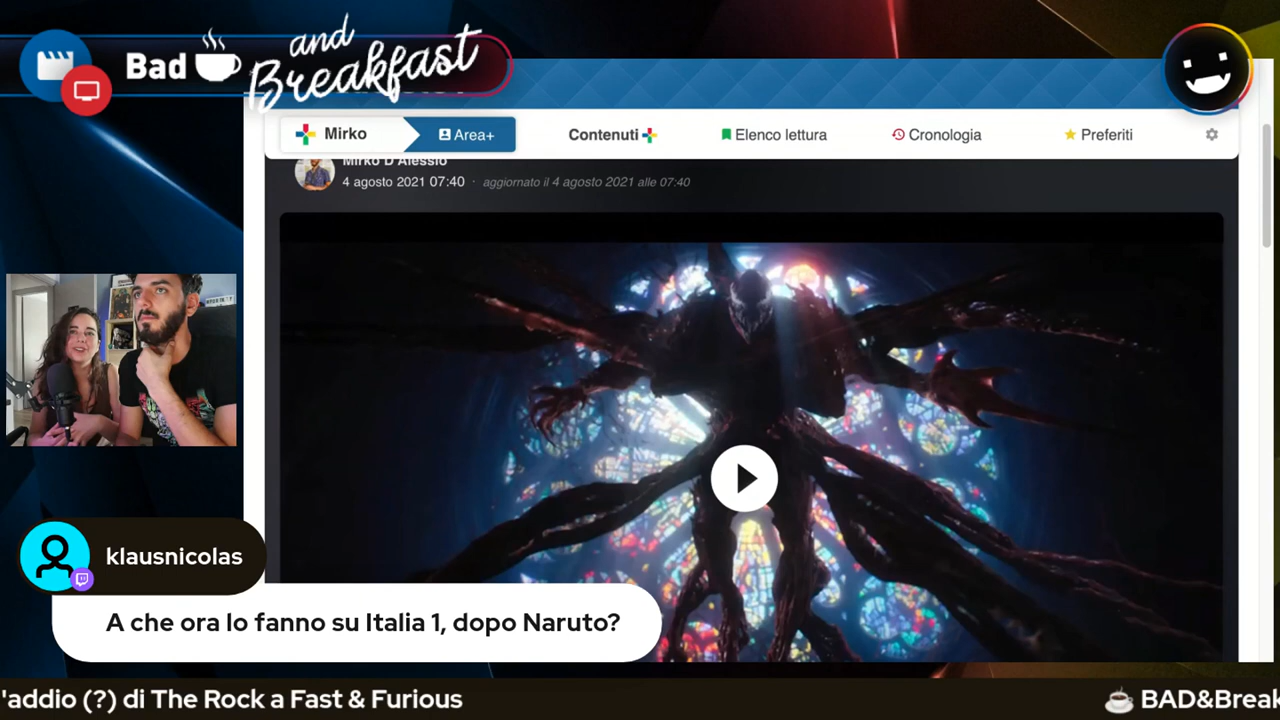 Bad and
Breakfast
Mirko
Area+
Contenuti
Elenco lettura
Cronologia
Preferiti
Mirko D'Alessio
4 agosto 2021 07:40 · aggiornato il 4 agosto 2021 alle 07:40
klausnicolas
A che ora lo fanno su Italia 1, dopo Naruto?
'addio (?) di The Rock a Fast & Furious
BAD&Break